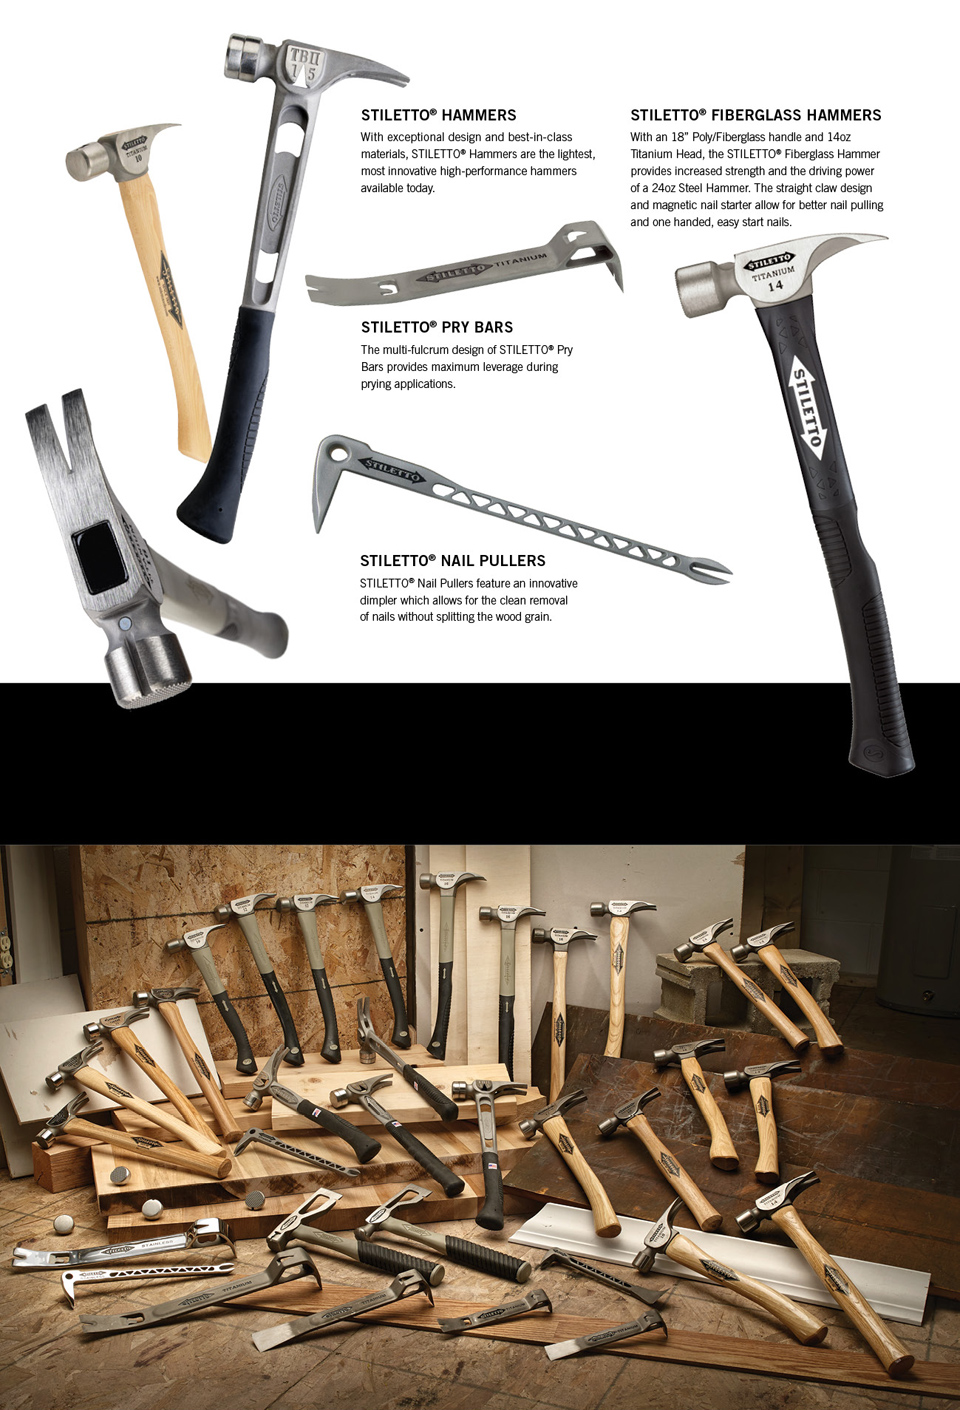 TBII
15
STILETTO
TITANIUM
10
STILETTO
STILETTO
STILETTO® HAMMERS
With exceptional design and best-in-class
materials, STILETTO® Hammers are the lightest,
most innovative high-performance hammers
available today.
STILETTO® FIBERGLASS HAMMERS
With an 18” Poly/Fiberglass handle and 14oz
Titanium Head, the STILETTO® Fiberglass Hammer
provides increased strength and the driving power
of a 24oz Steel Hammer. The straight claw design
and magnetic nail starter allow for better nail pulling
and one handed, easy start nails.
STILETTO TITANIUM
STILETTO
TITANIUM
14
STILETTO
STILETTO® PRY BARS
The multi-fulcrum design of STILETTO® Pry
Bars provides maximum leverage during
prying applications.
STILETTO
STILETTO® NAIL PULLERS
STILETTO® Nail Pullers feature an innovative
dimpler which allows for the clean removal
of nails without splitting the wood grain.
STILETTO STAINLESS
STILETTO TITANIUM